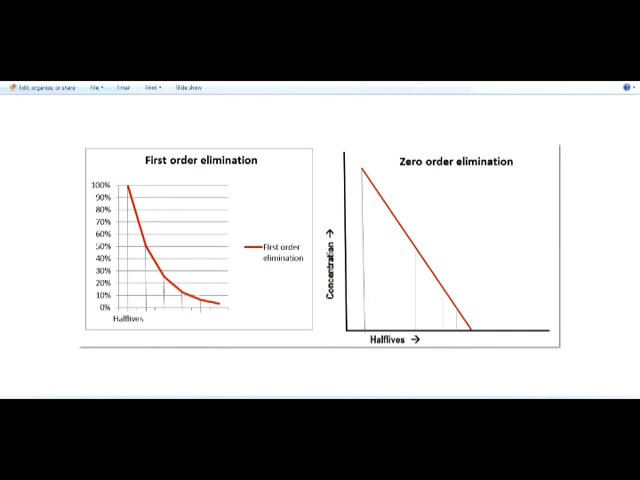 Edit, organize, or share File Email Print Slide show
First order elimination
100%
90%
80%
70%
60%
50%
40%
30%
20%
10%
0%
Halflives
First order
elimination
Zero order elimination
Concentration →
Halflives →